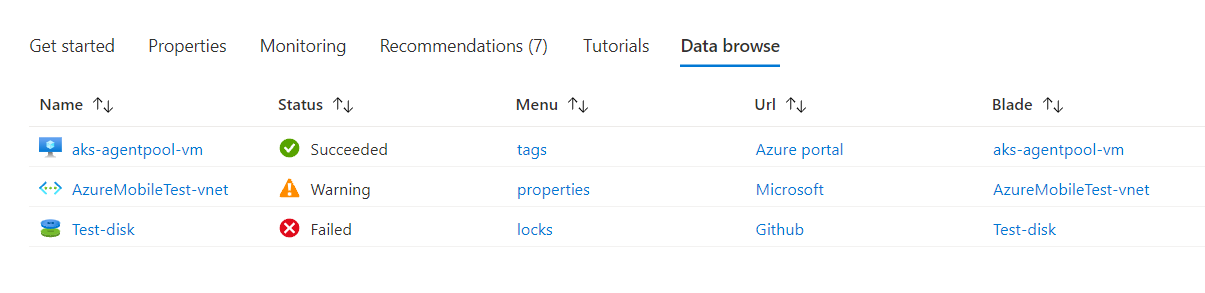 Get started Properties Monitoring Recommendations (7) Tutorials Data browse
Name Status Menu Url Blade
aks-agentpool-vm Succeeded tags Azure portal aks-agentpool-vm
AzureMobileTest-vnet Warning properties Microsoft AzureMobileTest-vnet
Test-disk Failed locks Github Test-disk